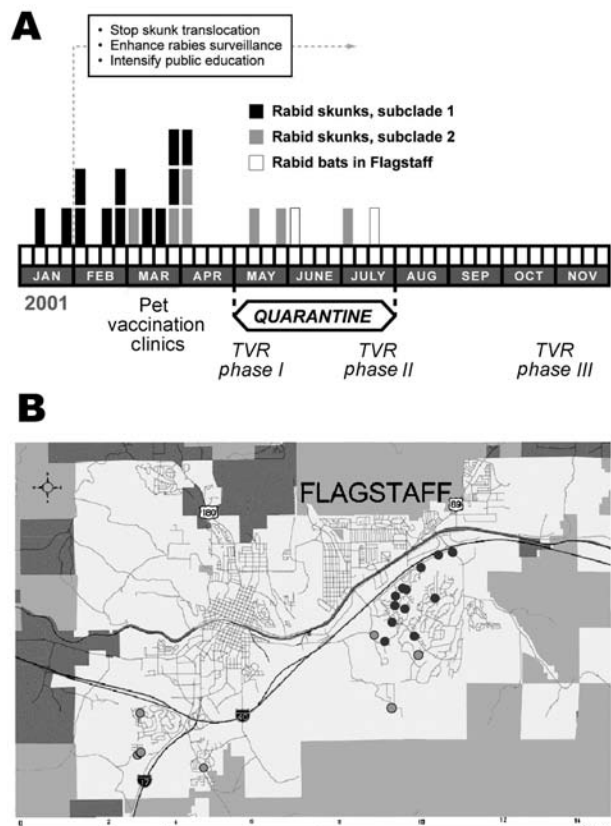 A
• Stop skunk translocation
• Enhance rabies surveillance
• Intensify public education
Rabid skunks, subclade 1
Rabid skunks, subclade 2
Rabid bats in Flagstaff
JAN FEB MAR APR MAY JUNE JULY AUG SEP OCT NOV
2001
Pet
vaccination
clinics
QUARANTINE
TVR
phase I
TVR
phase II
TVR
phase III
B
FLAGSTAFF
180
89
40
17
0 2 4 6 8 10 12 14